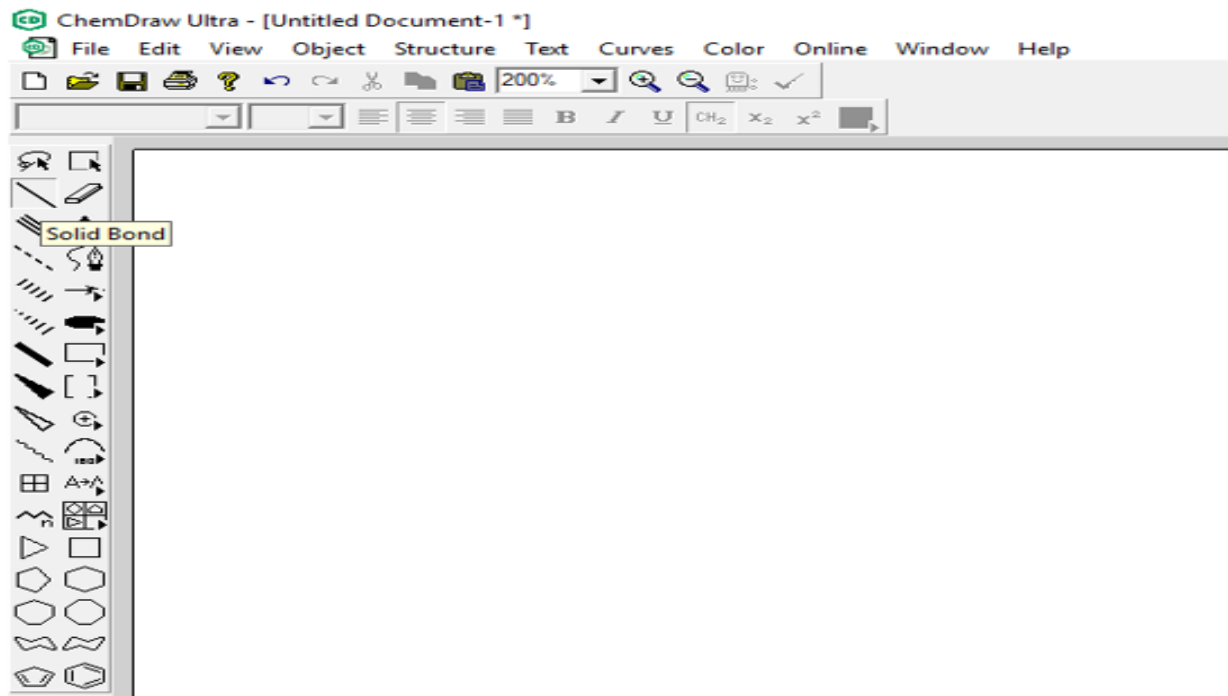 ChemDraw Ultra - [Untitled Document-1 *]
File Edit View Object Structure Text Curves Color Online Window Help
200%
B I U CH₂ X₂ X²
Solid Bond
A
n